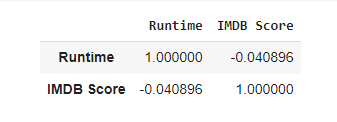 Runtime IMDB Score
Runtime 1.000000 -0.040896
IMDB Score -0.040896 1.000000